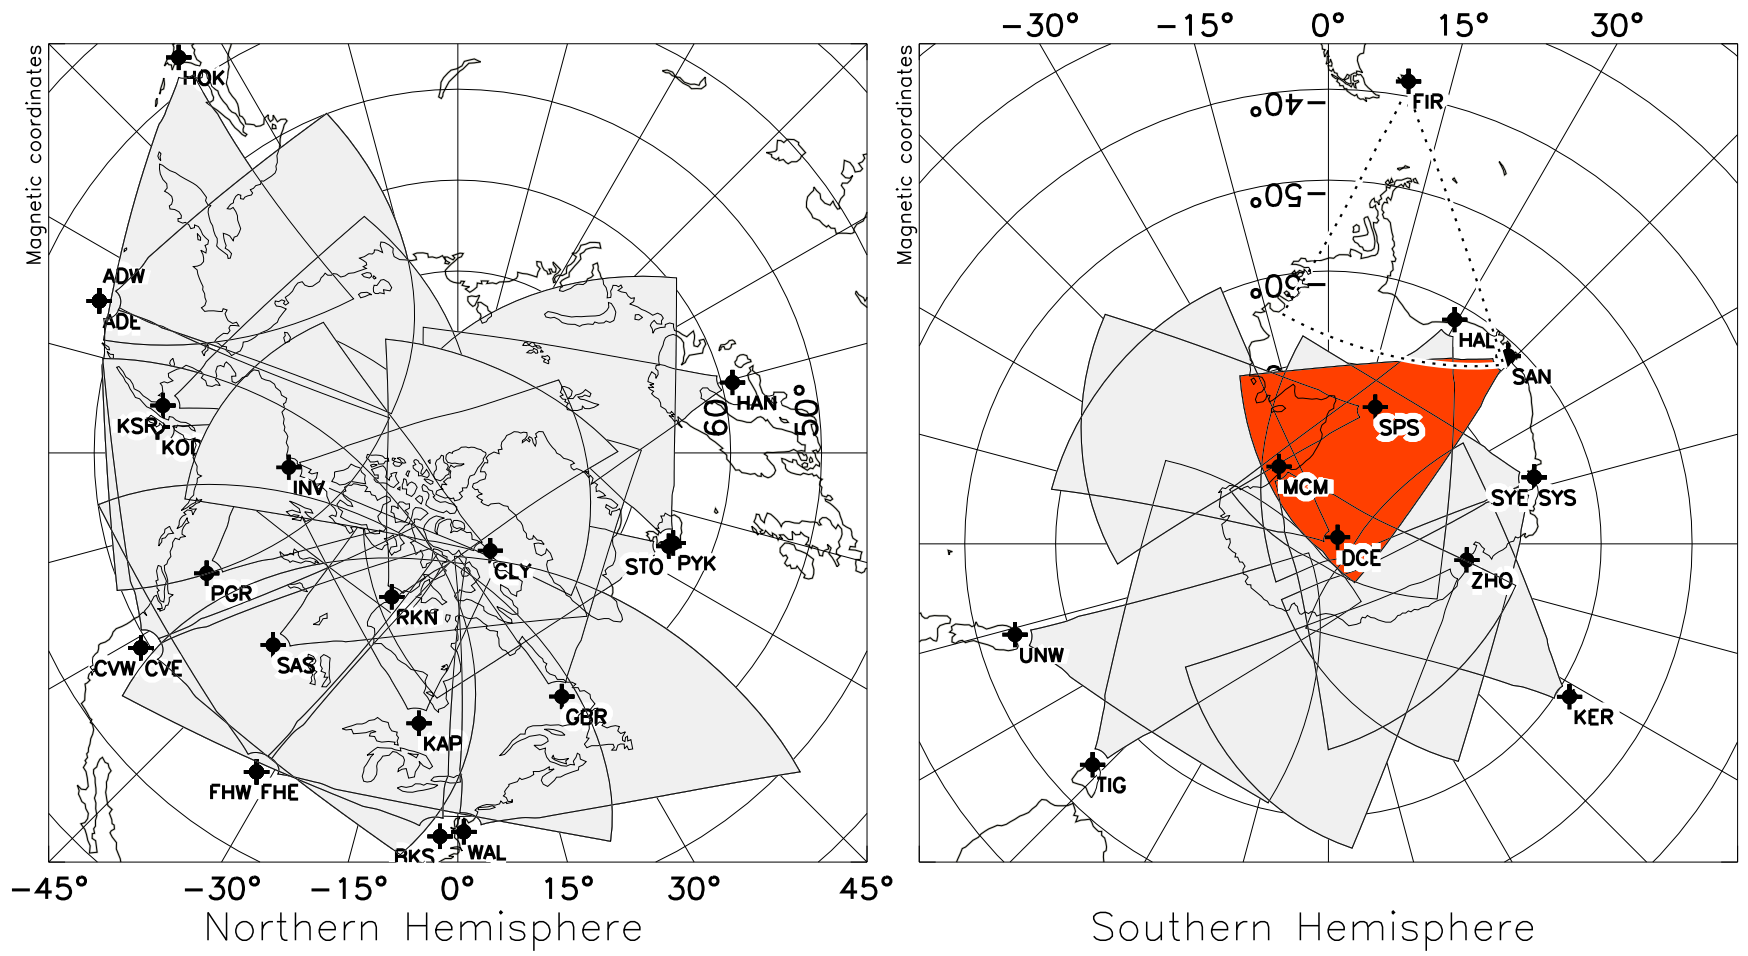 −30° −15° 0° 15° 30°
Magnetic coordinates
HOK
ADW
ADE
KSR
KOD
INV
HAN
60
50°
STO PYK
CLY
PGR
RKN
CVW CVE
SAS
GBR
KAP
FHW FHE
BKS WAL
−45° −30° −15° 0° 15° 30° 45°
Northern Hemisphere
Magnetic coordinates
FIR
−40°
−50°
HAL
SAN
SPS
MCM
SYE SYS
DCE
ZHO
UNW
KER
TIG
Southern Hemisphere